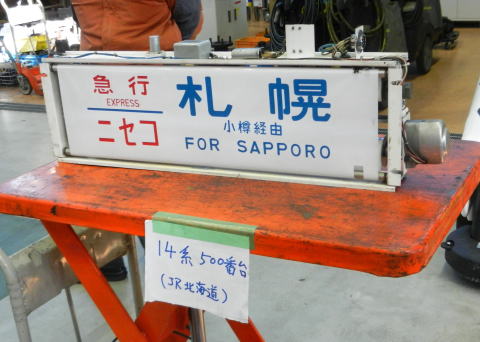 急行
EXPRESS
ニセコ
札幌
小樽経由
FOR SAPPORO
14系 500番台
(JR北海道)